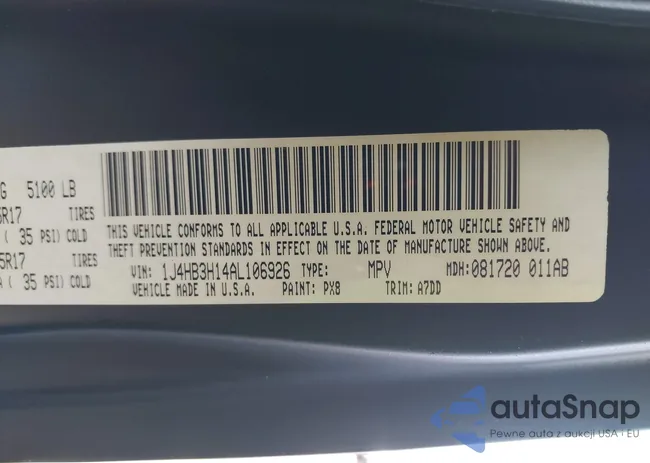 G 5100 LB
5R17 TIRES
( 35 PSI) COLD
5R17 TIRES
( 35 PSI) COLD
THIS VEHICLE CONFORMS TO ALL APPLICABLE U.S.A. FEDERAL MOTOR VEHICLE SAFETY AND
THEFT PREVENTION STANDARDS IN EFFECT ON THE DATE OF MANUFACTURE SHOWN ABOVE.
VIN: 1J4HB3H14AL106926 TYPE: MPV MDH:081720 011AB
VEHICLE MADE IN U.S.A. PAINT: PX8 TRIM: A7DD
autaSnap
Pewne auta z aukcji USA i EU